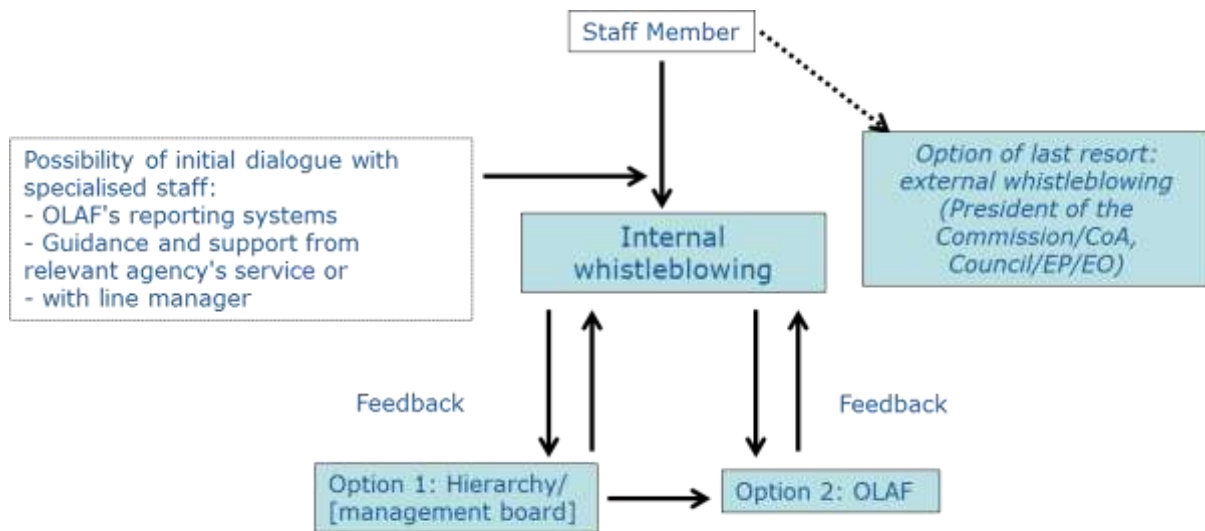 Staff Member
Possibility of initial dialogue with
specialised staff:
- OLAF's reporting systems
- Guidance and support from
relevant agency's service or
- with line manager
Option of last resort:
external whistleblowing
(President of the
Commission/CoA,
Council/EP/EO)
Internal
whistleblowing
Feedback
Feedback
Option 1: Hierarchy/
[management board]
Option 2: OLAF